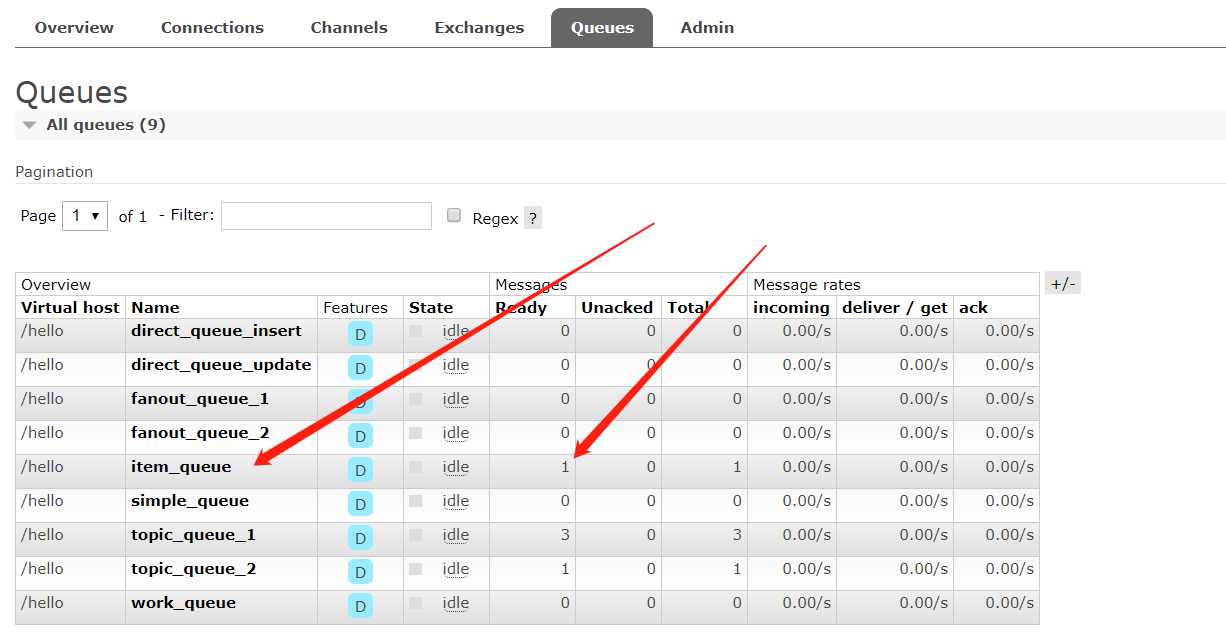 Overview Connections Channels Exchanges Queues Admin
Queues
▼ All queues (9)
Pagination
Page 1 ▼ of 1 - Filter: Regex ?
Overview Messages Message rates +/-
Virtual host Name Features State Ready Unacked Total incoming deliver / get ack
/hello direct_queue_insert D idle 0 0 0 0.00/s 0.00/s 0.00/s
/hello direct_queue_update D idle 0 0 0 0.00/s 0.00/s 0.00/s
/hello fanout_queue_1 D idle 0 0 0 0.00/s 0.00/s 0.00/s
/hello fanout_queue_2 D idle 0 0 0 0.00/s 0.00/s 0.00/s
/hello item_queue D idle 1 0 1 0.00/s 0.00/s 0.00/s
/hello simple_queue D idle 0 0 0 0.00/s 0.00/s 0.00/s
/hello topic_queue_1 D idle 3 0 3 0.00/s 0.00/s 0.00/s
/hello topic_queue_2 D idle 1 0 1 0.00/s 0.00/s 0.00/s
/hello work_queue D idle 0 0 0 0.00/s 0.00/s 0.00/s